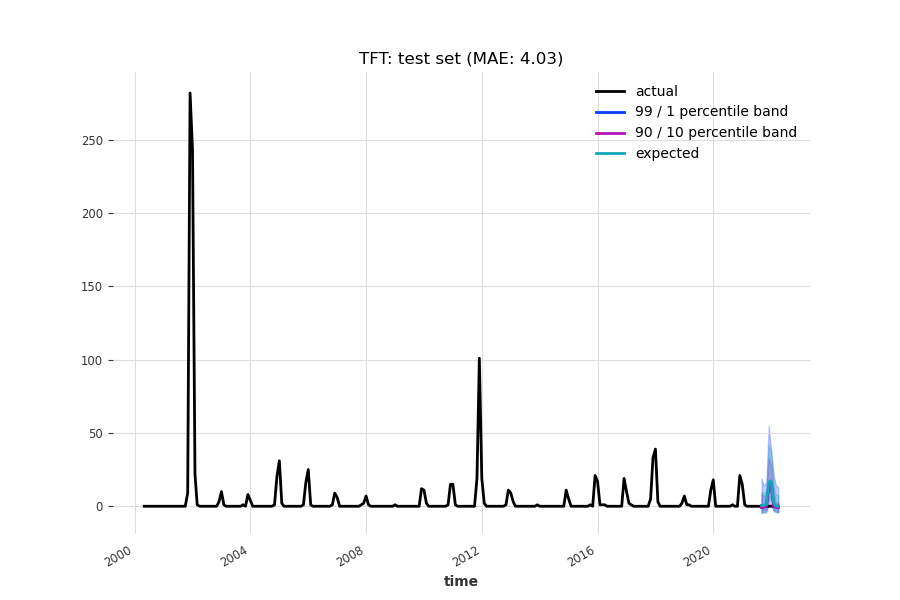 TFT: test set (MAE: 4.03)
actual
99 / 1 percentile band
90 / 10 percentile band
expected
250
200
150
100
50
0
2000
2004
2008
2012
2016
2020
time